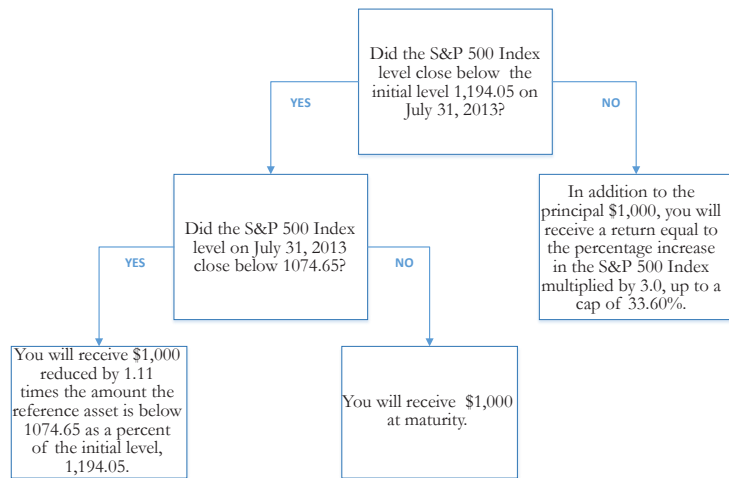 Did the S&P 500 Index
level close below the
initial level 1,194.05 on
July 31, 2013?
YES
NO
Did the S&P 500 Index
level on July 31, 2013
close below 1074.65?
In addition to the
principal $1,000, you will
receive a return equal to
the percentage increase
in the S&P 500 Index
multiplied by 3.0, up to a
cap of 33.60%.
YES
NO
You will receive $1,000
reduced by 1.11
times the amount the
reference asset is below
1074.65 as a percent
of the initial level,
1,194.05.
You will receive $1,000
at maturity.